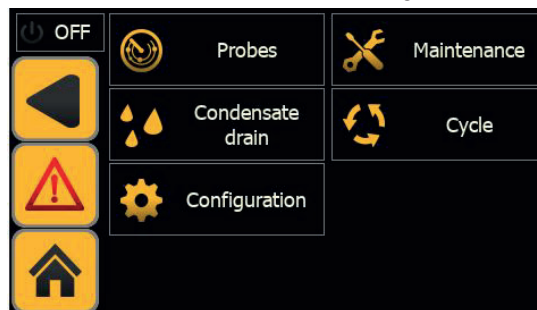 OFF
Probes
Maintenance
Condensate
drain
Cycle
Configuration